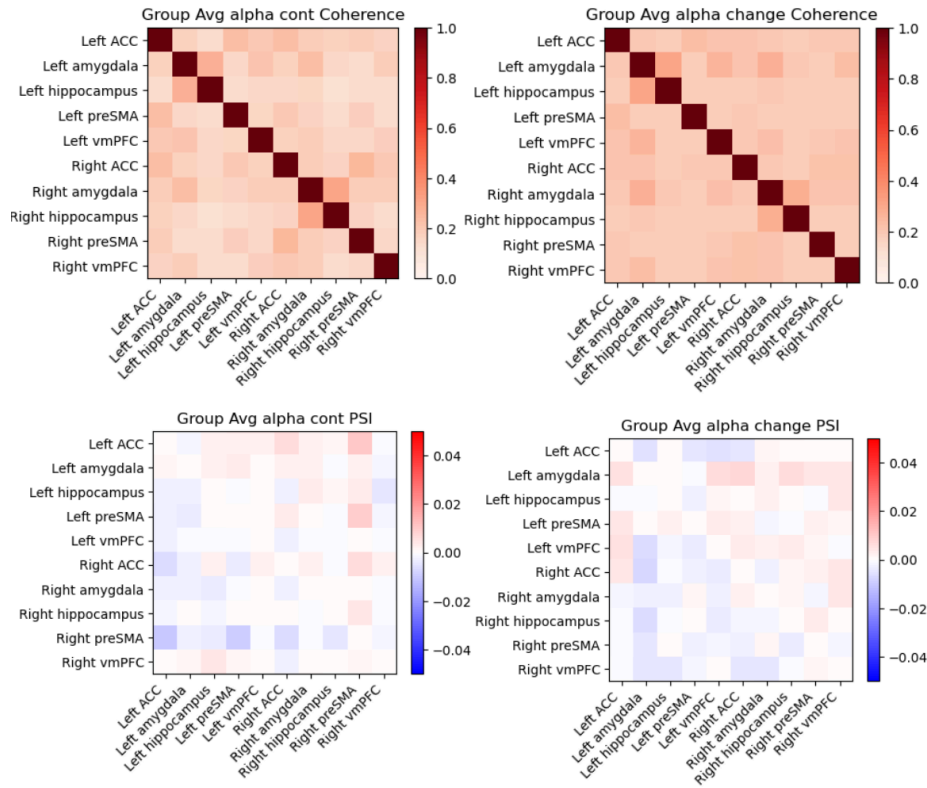 Group Avg alpha cont Coherence
Left ACC
Left amygdala
Left hippocampus
Left preSMA
Left vmPFC
Right ACC
Right amygdala
Right hippocampus
Right preSMA
Right vmPFC
1.0
0.8
0.6
0.4
0.2
0.0
Left ACC
Left amygdala
Left hippocampus
Left preSMA
Left vmPFC
Right ACC
Right amygdala
Right hippocampus
Right preSMA
Right vmPFC
Group Avg alpha change Coherence
Left ACC
Left amygdala
Left hippocampus
Left preSMA
Left vmPFC
Right ACC
Right amygdala
Right hippocampus
Right preSMA
Right vmPFC
1.0
0.8
0.6
0.4
0.2
0.0
Left ACC
Left amygdala
Left hippocampus
Left preSMA
Left vmPFC
Right ACC
Right amygdala
Right hippocampus
Right preSMA
Right vmPFC
Group Avg alpha cont PSI
Left ACC
Left amygdala
Left hippocampus
Left preSMA
Left vmPFC
Right ACC
Right amygdala
Right hippocampus
Right preSMA
Right vmPFC
0.04
0.02
0.00
−0.02
−0.04
Left ACC
Left amygdala
Left hippocampus
Left preSMA
Left vmPFC
Right ACC
Right amygdala
Right hippocampus
Right preSMA
Right vmPFC
Group Avg alpha change PSI
Left ACC
Left amygdala
Left hippocampus
Left preSMA
Left vmPFC
Right ACC
Right amygdala
Right hippocampus
Right preSMA
Right vmPFC
0.04
0.02
0.00
−0.02
−0.04
Left ACC
Left amygdala
Left hippocampus
Left preSMA
Left vmPFC
Right ACC
Right amygdala
Right hippocampus
Right preSMA
Right vmPFC